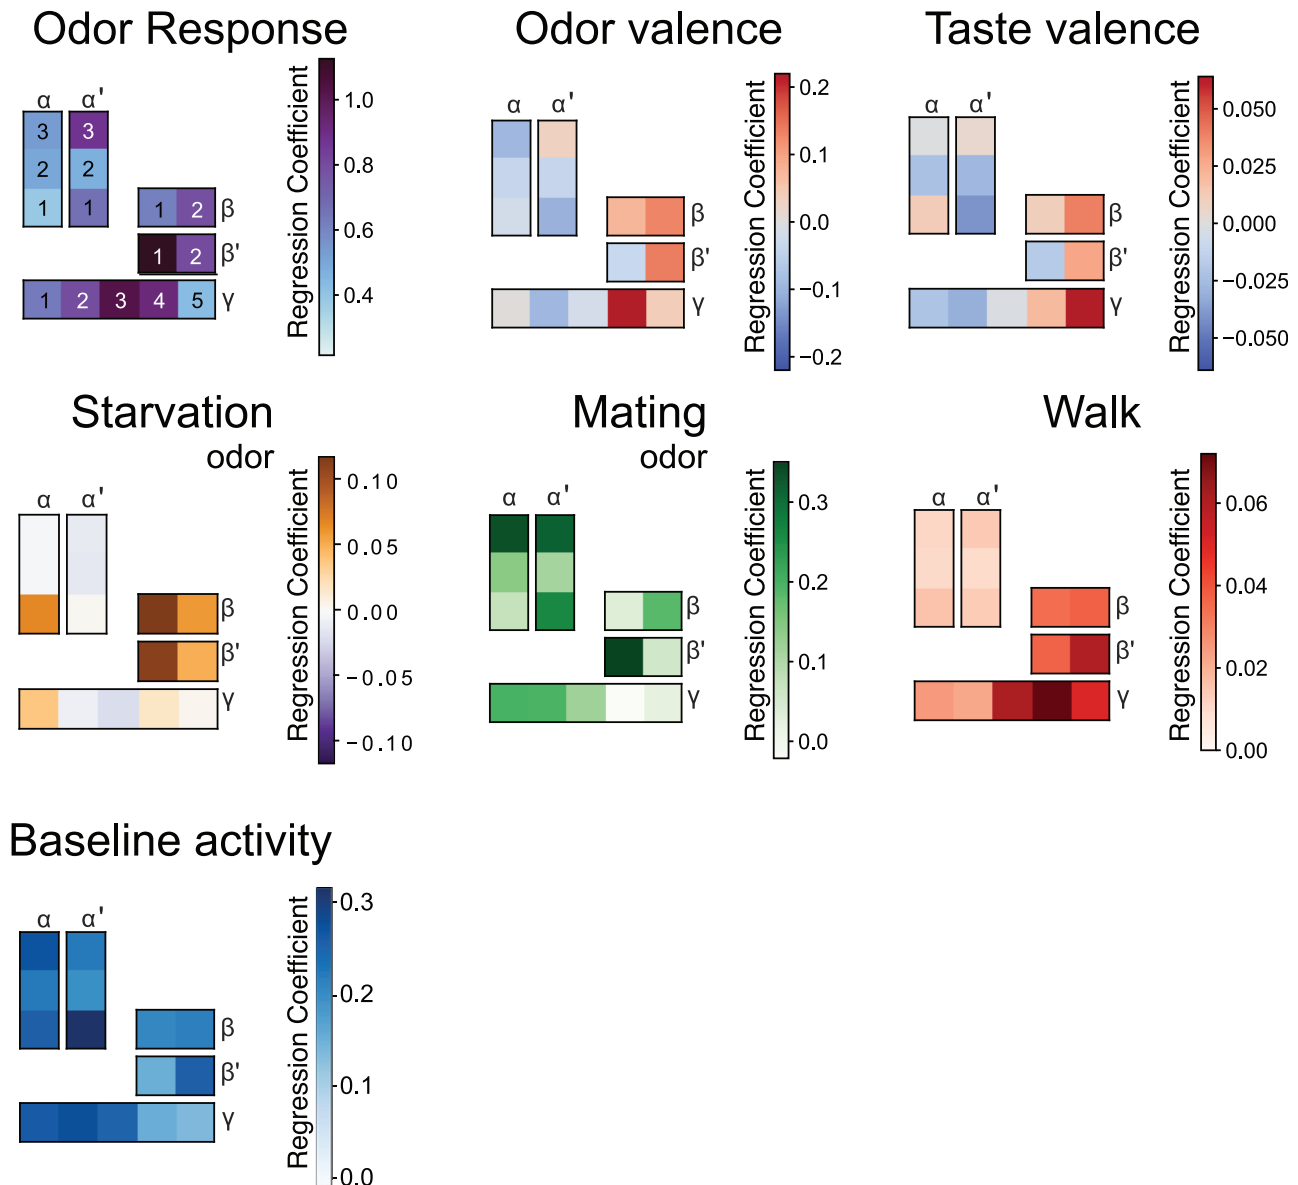 Odor Response
Odor valence
Taste valence
α α'
3 3
2 2
1 1
1 2 β
1 2 β'
1 2 3 4 5 γ
Regression Coefficient
1.0
0.8
0.6
0.4
α α'
β
β'
γ
Regression Coefficient
0.2
0.1
0.0
−0.1
−0.2
α α'
β
β'
γ
Regression Coefficient
0.050
0.025
0.000
−0.025
−0.050
Starvation
odor
Mating
odor
Walk
α α'
β
β'
γ
Regression Coefficient
0.10
0.05
0.00
−0.05
−0.10
α α'
β
β'
γ
Regression Coefficient
0.3
0.2
0.1
0.0
α α'
β
β'
γ
Regression Coefficient
0.06
0.04
0.02
0.00
Baseline activity
α α'
β
β'
γ
Regression Coefficient
0.3
0.2
0.1
0.0